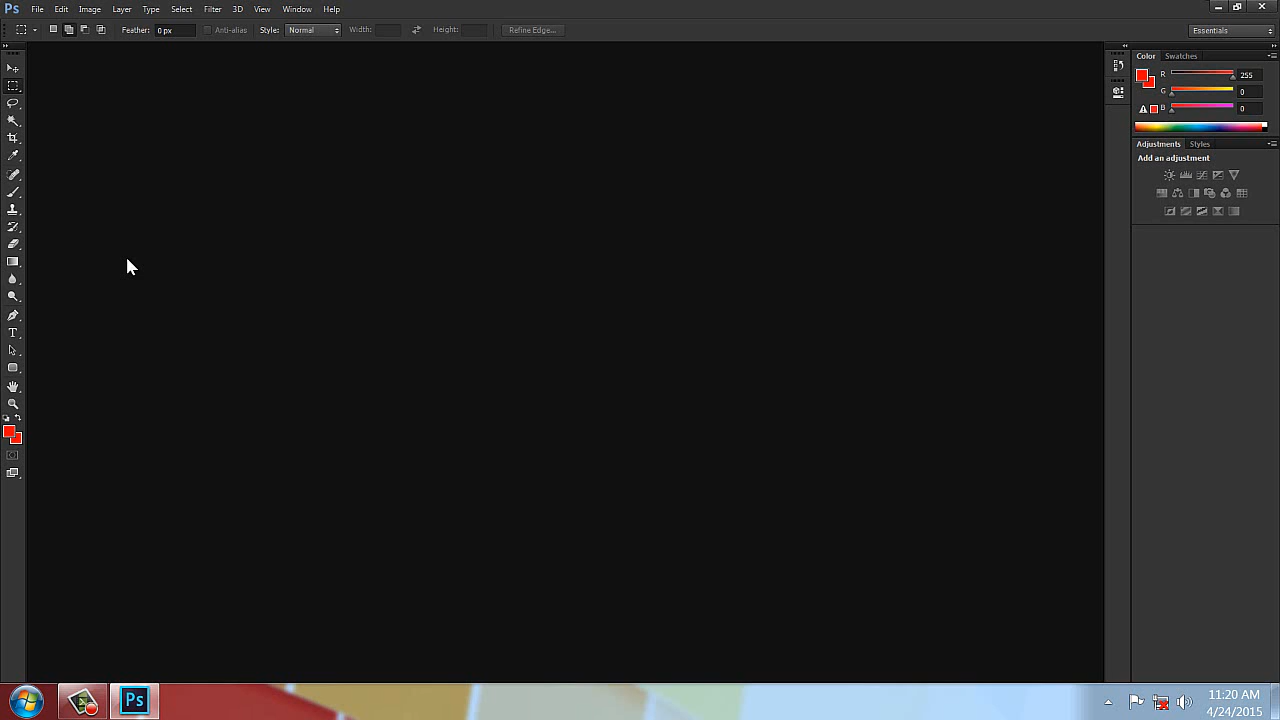 Ps File Edit Image Layer Type Select Filter 3D View Window Help
Feather: 0 px Anti-alias Style: Normal Width: Height: Refine Edge... Essentials
Color Swatches
R 255
G 0
B 0
Adjustments Styles
Add an adjustment
T
Ps
11:20 AM
4/24/2015